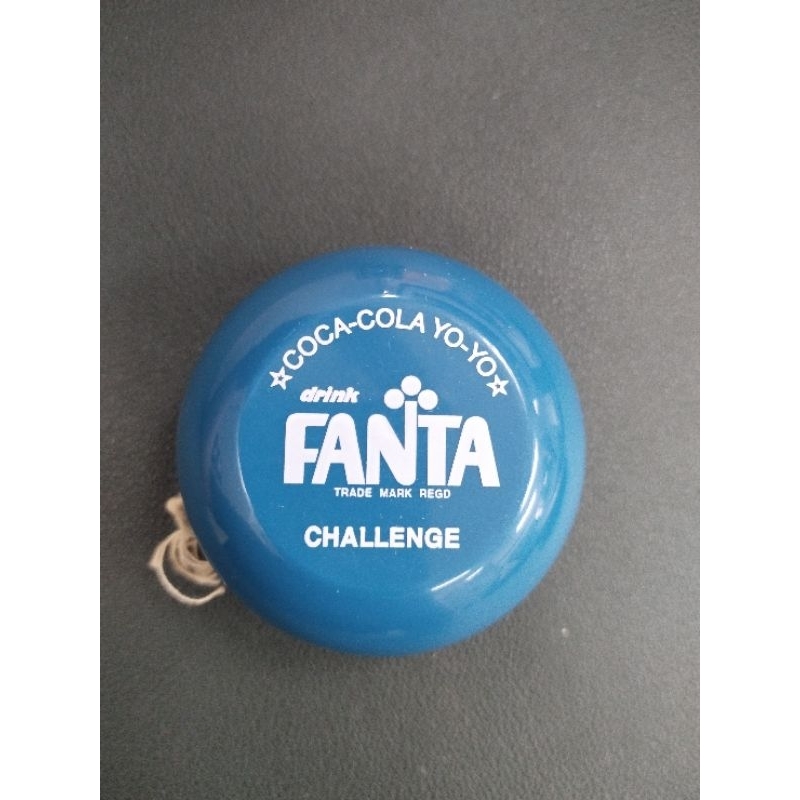 ☆COCA-COLA YO-YO☆
drink
FANTA
TRADE MARK REGD
CHALLENGE